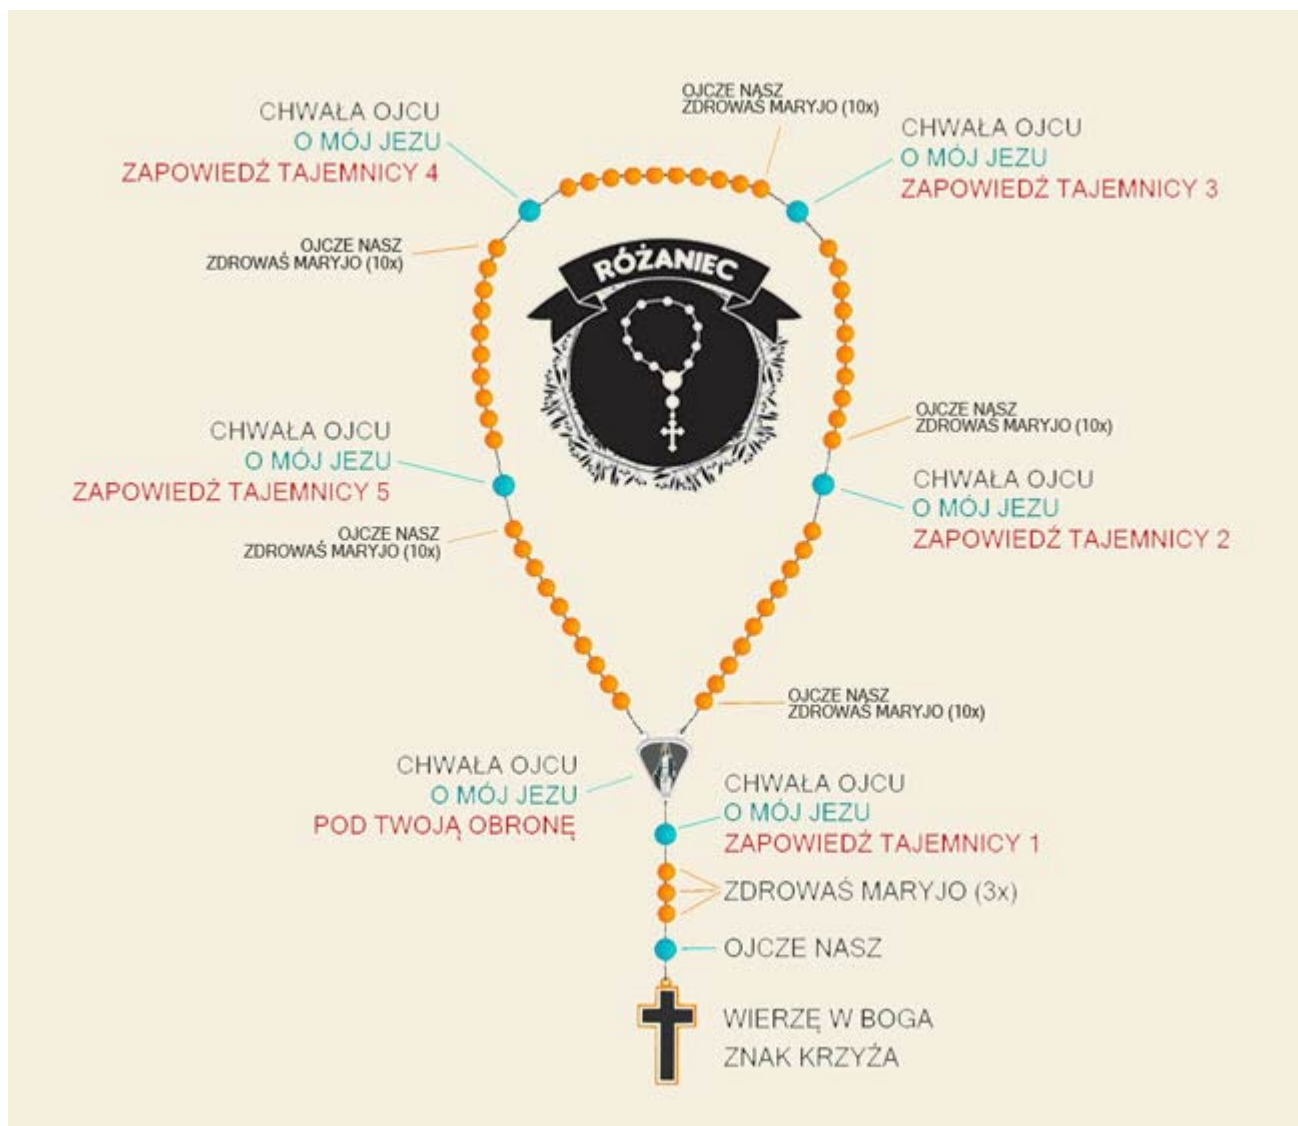 OJCZE NASZ
ZDROWAŚ MARYJO (10x)
CHWAŁA OJCU
O MÓJ JEZU
ZAPOWIEDŹ TAJEMNICY 4
CHWAŁA OJCU
O MÓJ JEZU
ZAPOWIEDŹ TAJEMNICY 3
OJCZE NASZ
ZDROWAŚ MARYJO (10x)
RÓŻANIEC
OJCZE NASZ
ZDROWAŚ MARYJO (10x)
CHWAŁA OJCU
O MÓJ JEZU
ZAPOWIEDŹ TAJEMNICY 5
CHWAŁA OJCU
O MÓJ JEZU
ZAPOWIEDŹ TAJEMNICY 2
OJCZE NASZ
ZDROWAŚ MARYJO (10x)
OJCZE NASZ
ZDROWAŚ MARYJO (10x)
CHWAŁA OJCU
O MÓJ JEZU
POD TWOJĄ OBRONĘ
CHWAŁA OJCU
O MÓJ JEZU
ZAPOWIEDŹ TAJEMNICY 1
ZDROWAŚ MARYJO (3x)
OJCZE NASZ
WIERZĘ W BOGA
ZNAK KRZYŻA